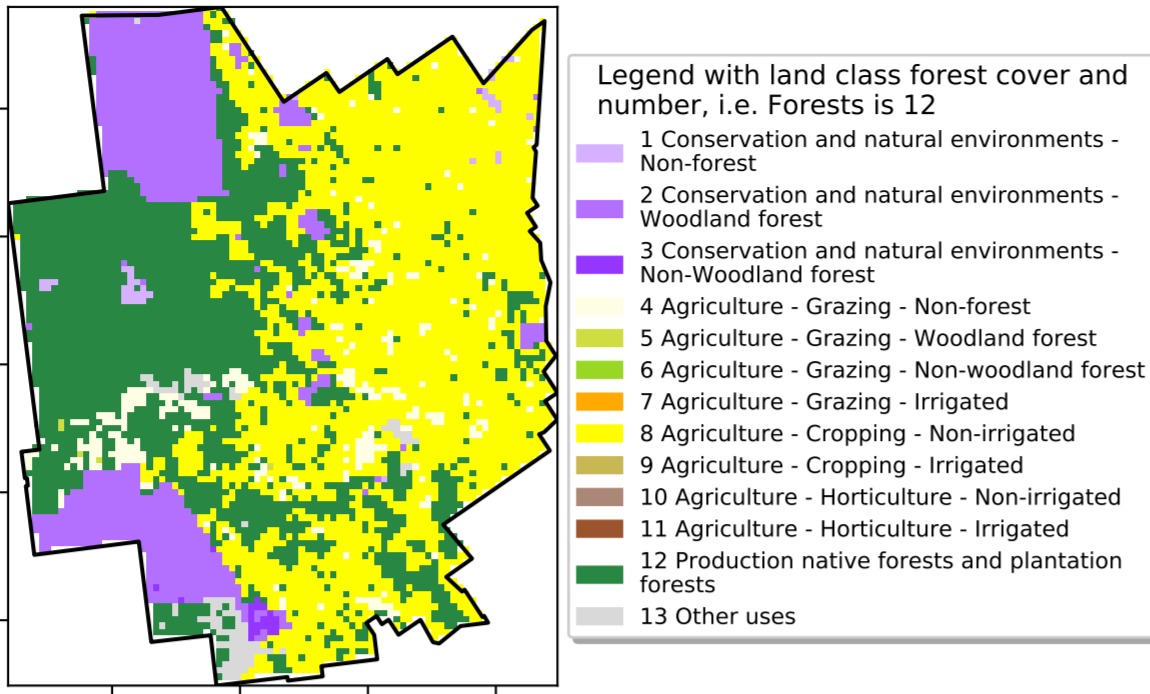 Legend with land class forest cover and
number, i.e. Forests is 12
1 Conservation and natural environments -
Non-forest
2 Conservation and natural environments -
Woodland forest
3 Conservation and natural environments -
Non-Woodland forest
4 Agriculture - Grazing - Non-forest
5 Agriculture - Grazing - Woodland forest
6 Agriculture - Grazing - Non-woodland forest
7 Agriculture - Grazing - Irrigated
8 Agriculture - Cropping - Non-irrigated
9 Agriculture - Cropping - Irrigated
10 Agriculture - Horticulture - Non-irrigated
11 Agriculture - Horticulture - Irrigated
12 Production native forests and plantation
forests
13 Other uses